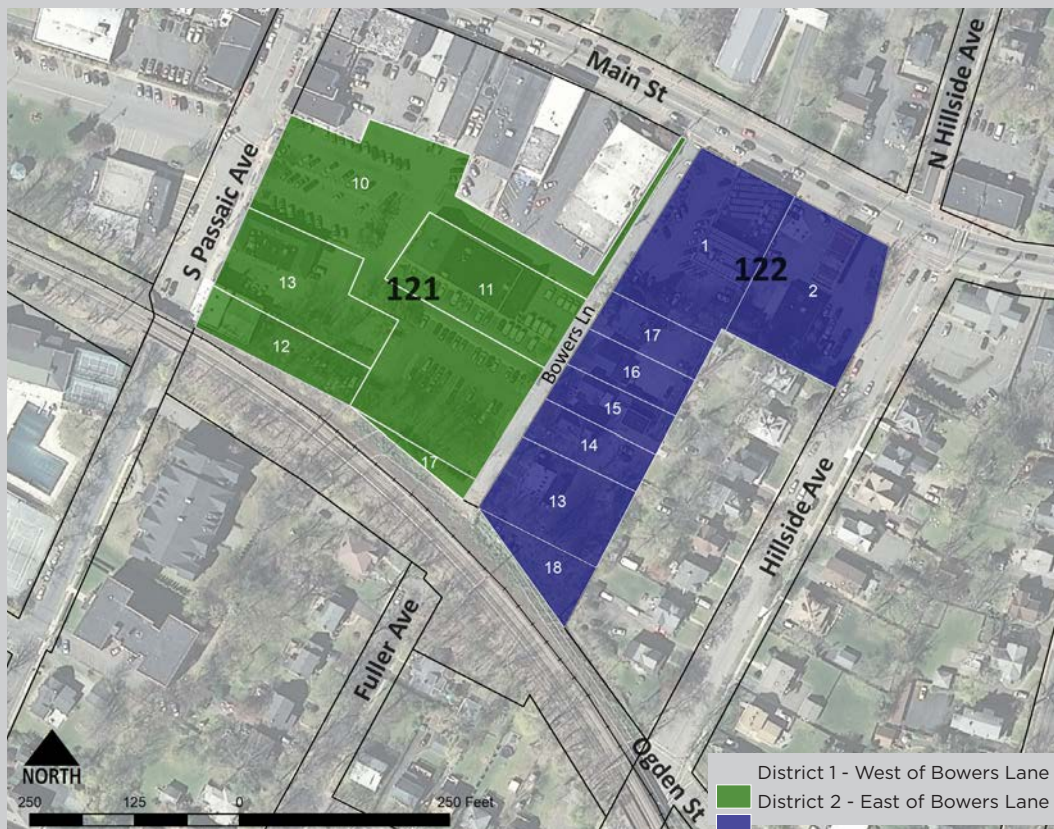 Main St
N Hillside Ave
S Passaic Ave
10
1
121
122
13
11
2
12
Bowers Ln
17
16
15
14
17
13
18
Hillside Ave
Fuller Ave
Ogden St
NORTH
250 125 0 250 Feet
District 1 - West of Bowers Lane
District 2 - East of Bowers Lane